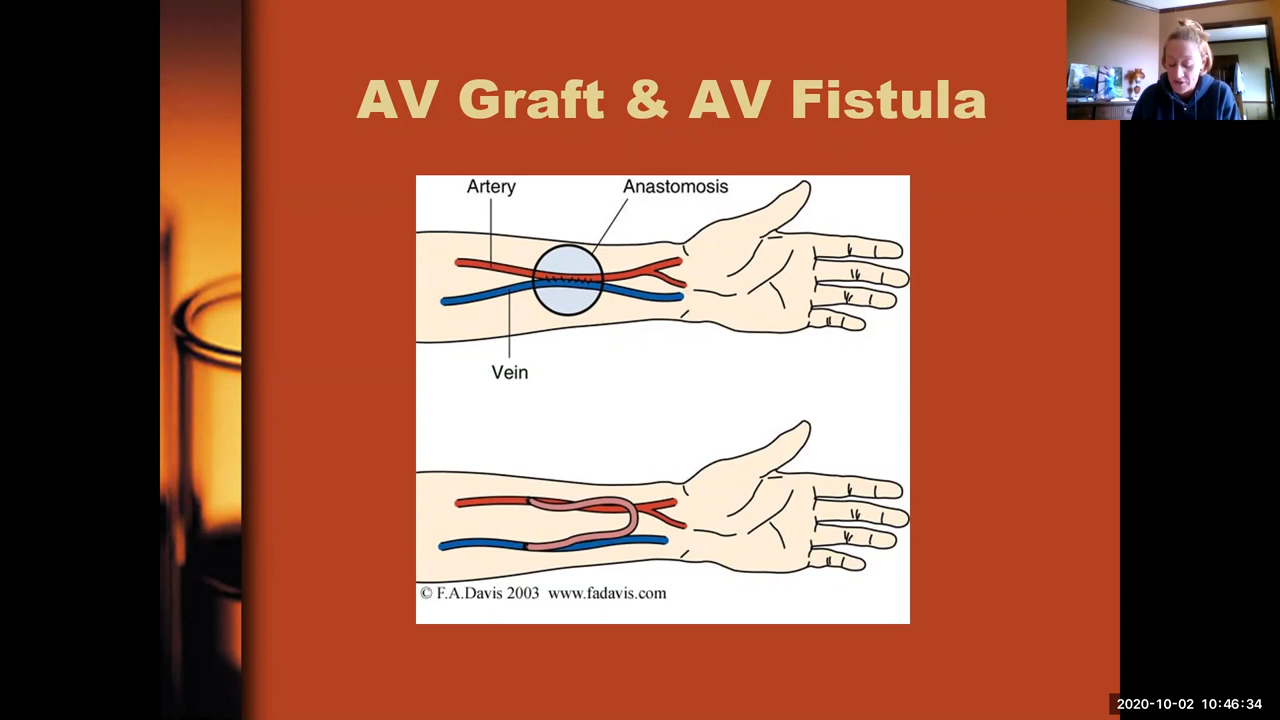 AV Graft & AV Fistula
Artery
Anastomosis
Vein
© F.A.Davis 2003 www.fadavis.com
2020-10-02 10:46:34